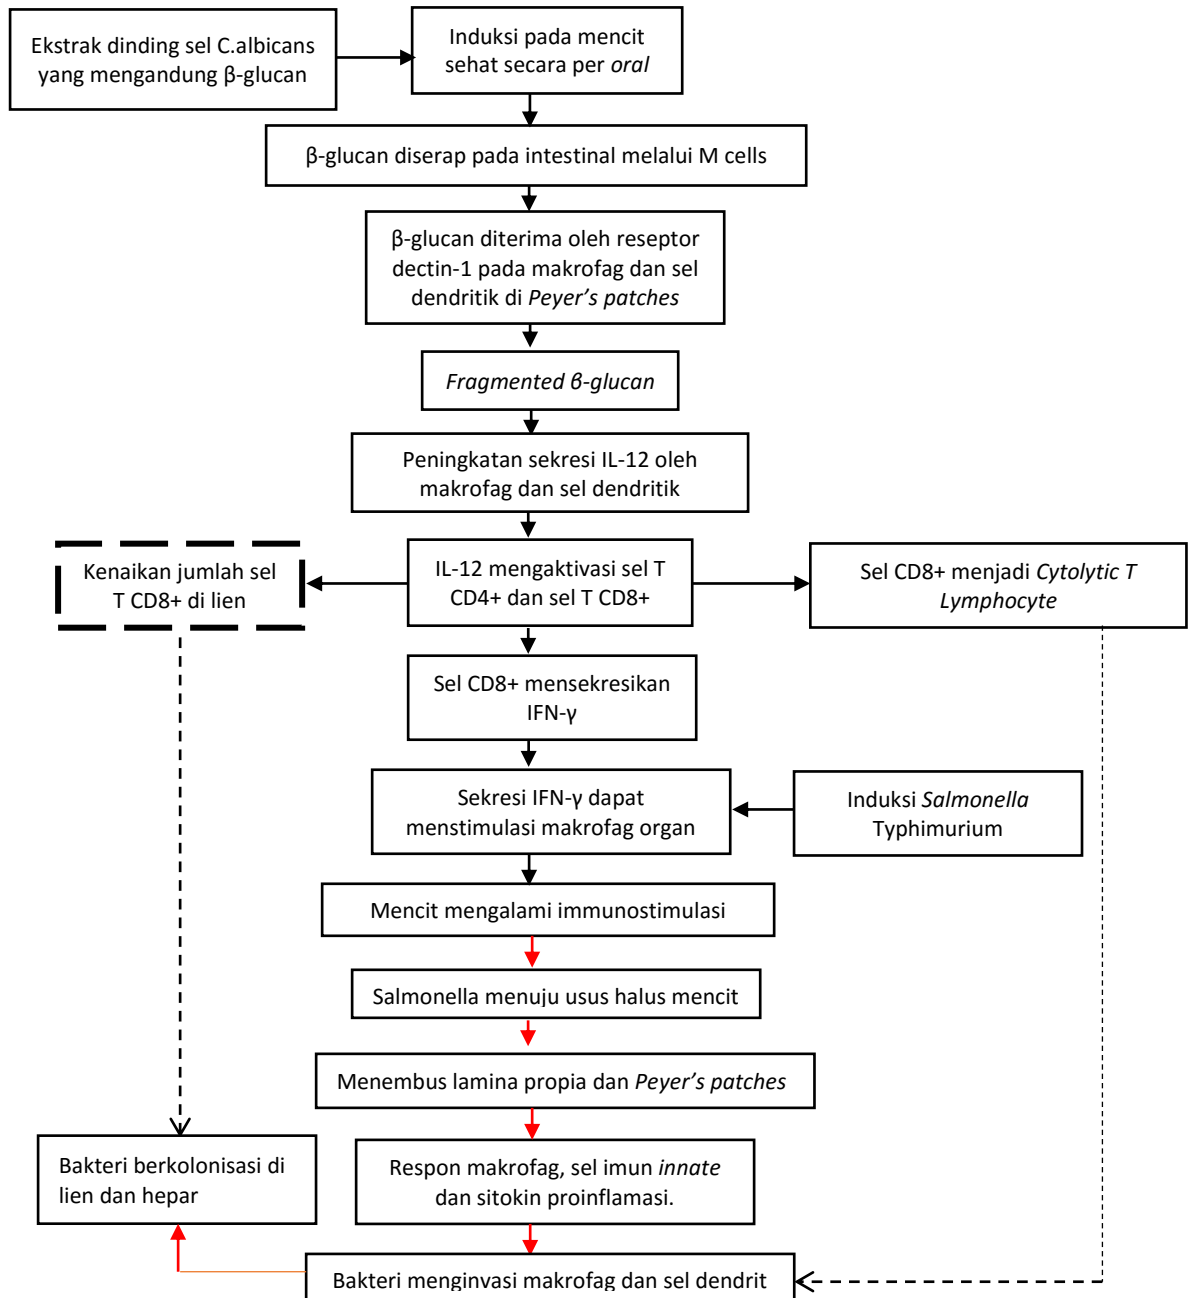 Ekstrak dinding sel C.albicans
yang mengandung β-glucan
Induksi pada mencit
sehat secara per oral
β-glucan diserap pada intestinal melalui M cells
β-glucan diterima oleh reseptor
dectin-1 pada makrofag dan sel
dendritik di Peyer’s patches
Fragmented β-glucan
Peningkatan sekresi IL-12 oleh
makrofag dan sel dendritik
Kenaikan jumlah sel
T CD8+ di lien
IL-12 mengaktivasi sel T
CD4+ dan sel T CD8+
Sel CD8+ menjadi Cytolytic T
Lymphocyte
Sel CD8+ mensekresikan
IFN-γ
Sekresi IFN-γ dapat
menstimulasi makrofag organ
Induksi Salmonella
Typhimurium
Mencit mengalami immunostimulasi
Salmonella menuju usus halus mencit
Menembus lamina propia dan Peyer’s patches
Bakteri berkolonisasi di
lien dan hepar
Respon makrofag, sel imun innate
dan sitokin proinflamasi.
Bakteri menginvasi makrofag dan sel dendrit